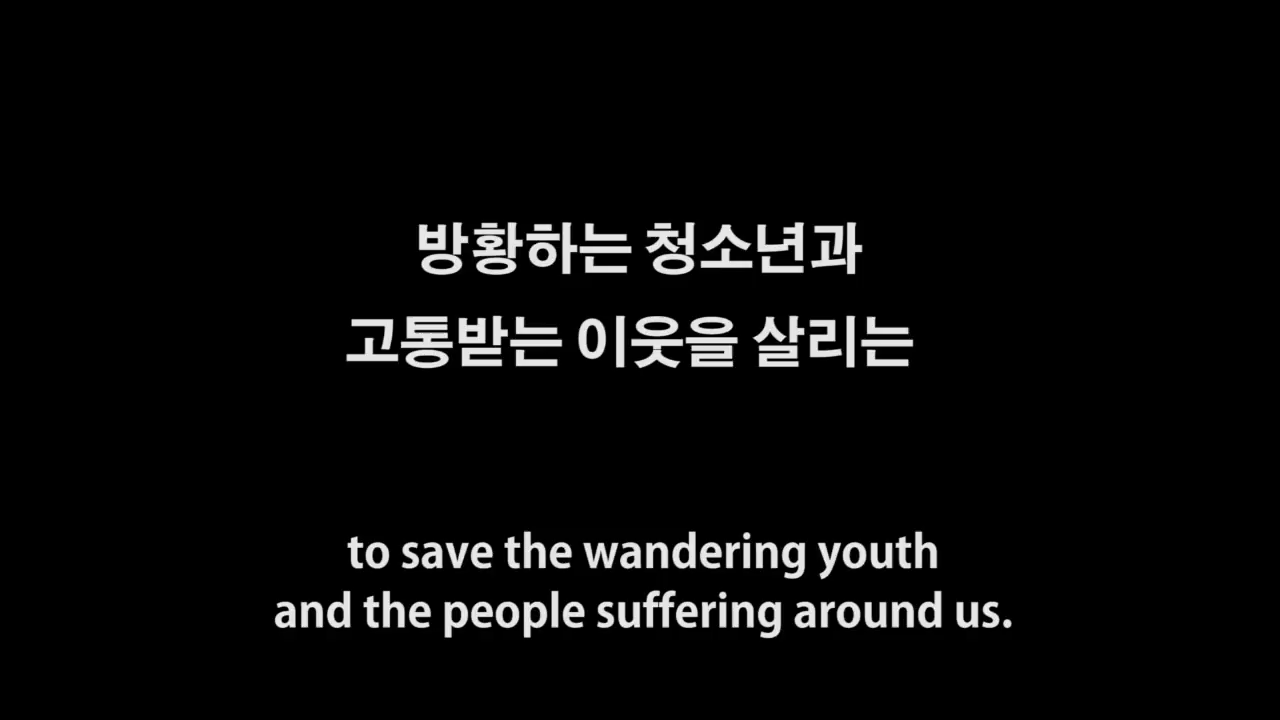 방황하는 청소년과
고통받는 이웃을 살리는
to save the wandering youth
and the people suffering around us.